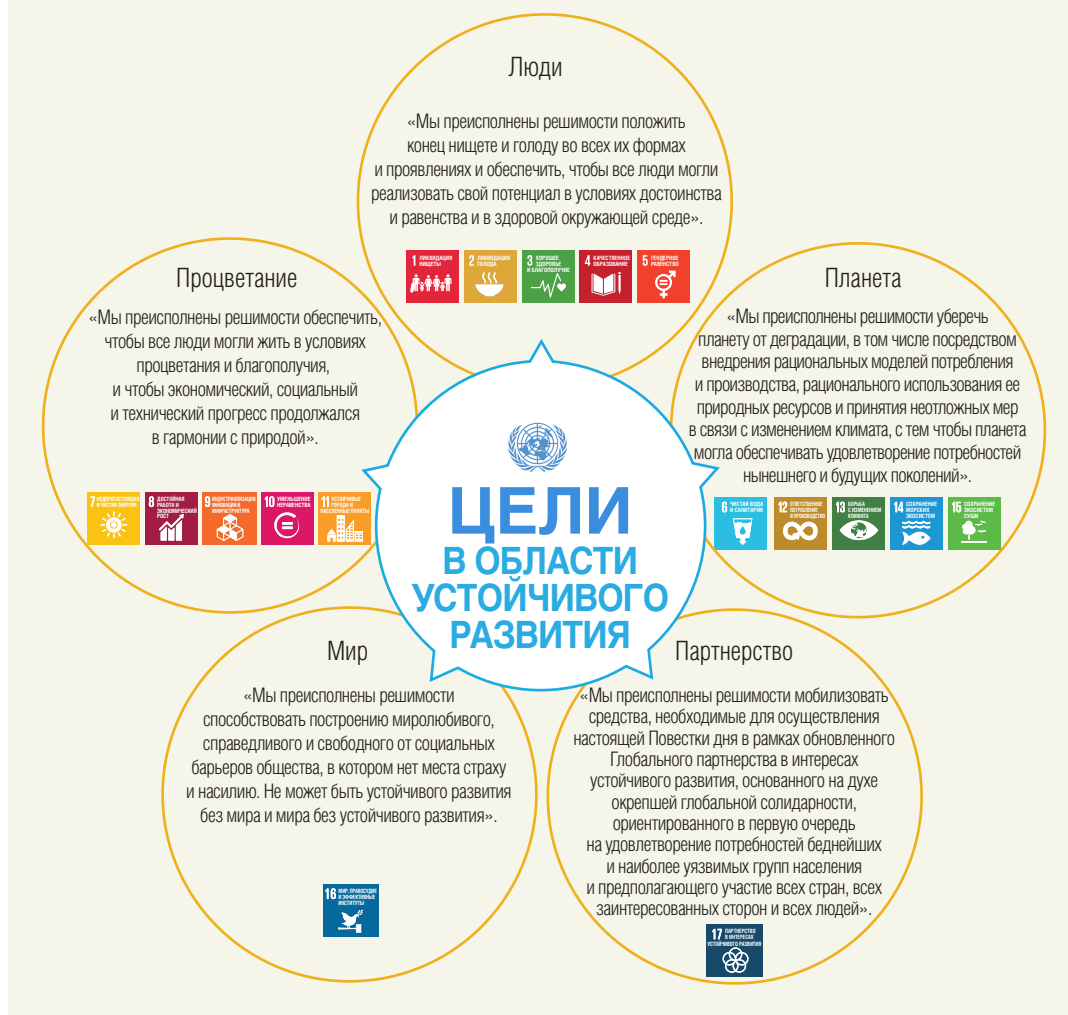 Люди
«Мы преисполнены решимости положить
конец нищете и голоду во всех их формах
и проявлениях и обеспечить, чтобы все люди могли
реализовать свой потенциал в условиях достоинства
и равенства и в здоровой окружающей среде».
1 ЛИКВИДАЦИЯ
НИЩЕТЫ
2 ЛИКВИДАЦИЯ
ГОЛОДА
3 ХОРОШЕЕ
ЗДОРОВЬЕ
И БЛАГОПОЛУЧИЕ
4 КАЧЕСТВЕННОЕ
ОБРАЗОВАНИЕ
5 ГЕНДЕРНОЕ
РАВЕНСТВО
Процветание
«Мы преисполнены решимости обеспечить,
чтобы все люди могли жить в условиях
процветания и благополучия,
и чтобы экономический, социальный
и технический прогресс продолжался
в гармонии с природой».
7 НЕДОРОГОСТОЯЩАЯ
И ЧИСТАЯ ЭНЕРГИЯ
8 ДОСТОЙНАЯ
РАБОТА И
ЭКОНОМИЧЕСКИЙ
РОСТ
9 ИНДУСТРИАЛИЗАЦИЯ,
ИННОВАЦИИ И
ИНФРАСТРУКТУРА
10 УМЕНЬШЕНИЕ
НЕРАВЕНСТВА
11 УСТОЙЧИВЫЕ
ГОРОДА И
НАСЕЛЕННЫЕ ПУНКТЫ
Планета
«Мы преисполнены решимости уберечь
планету от деградации, в том числе посредством
внедрения рациональных моделей потребления
и производства, рационального использования ее
природных ресурсов и принятия неотложных мер
в связи с изменением климата, с тем чтобы планета
могла обеспечивать удовлетворение потребностей
нынешнего и будущих поколений».
6 ЧИСТАЯ ВОДА
И САНИТАРИЯ
12 ОТВЕТСТВЕННОЕ
ПОТРЕБЛЕНИЕ
И ПРОИЗВОДСТВО
13 БОРЬБА
С ИЗМЕНЕНИЕМ
КЛИМАТА
14 СОХРАНЕНИЕ
МОРСКИХ
ЭКОСИСТЕМ
15 СОХРАНЕНИЕ
ЭКОСИСТЕМ
СУШИ
ЦЕЛИ
В ОБЛАСТИ
УСТОЙЧИВОГО
РАЗВИТИЯ
Мир
«Мы преисполнены решимости
способствовать построению миролюбивого,
справедливого и свободного от социальных
барьеров общества, в котором нет места страху
и насилию. Не может быть устойчивого развития
без мира и мира без устойчивого развития».
16 МИР, ПРАВОСУДИЕ
И ЭФФЕКТИВНЫЕ
ИНСТИТУТЫ
Партнерство
«Мы преисполнены решимости мобилизовать
средства, необходимые для осуществления
настоящей Повестки дня в рамках обновленного
Глобального партнерства в интересах
устойчивого развития, основанного на духе
окрепшей глобальной солидарности,
ориентированного в первую очередь
на удовлетворение потребностей беднейших
и наиболее уязвимых групп населения
и предполагающего участие всех стран, всех
заинтересованных сторон и всех людей».
17 ПАРТНЕРСТВО
В ИНТЕРЕСАХ
УСТОЙЧИВОГО РАЗВИТИЯ